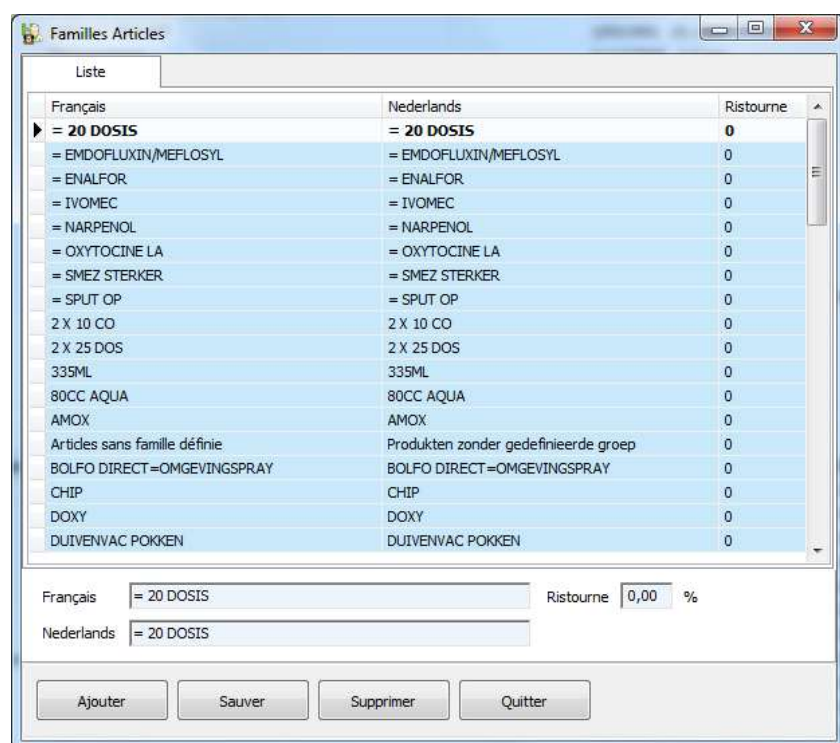 Familles Articles
Liste
Français Nederlands Ristourne
= 20 DOSIS = 20 DOSIS 0
= EMDOFLUXIN/MEFLOSYL = EMDOFLUXIN/MEFLOSYL 0
= ENALFOR = ENALFOR 0
= IVOMEC = IVOMEC 0
= NARPENOL = NARPENOL 0
= OXYTOCINE LA = OXYTOCINE LA 0
= SMEZ STERKER = SMEZ STERKER 0
= SPUT OP = SPUT OP 0
2 X 10 CO 2 X 10 CO 0
2 X 25 DOS 2 X 25 DOS 0
335ML 335ML 0
80CC AQUA 80CC AQUA 0
AMOX AMOX 0
Articles sans famille définie Produkten zonder gedefinieerde groep 0
BOLFO DIRECT=OMGEVINGSPRAY BOLFO DIRECT=OMGEVINGSPRAY 0
CHIP CHIP 0
DOXY DOXY 0
DUIVENVAC POKKEN DUIVENVAC POKKEN 0
Français = 20 DOSIS Ristourne 0,00 %
Nederlands = 20 DOSIS
Ajouter Sauver Supprimer Quitter